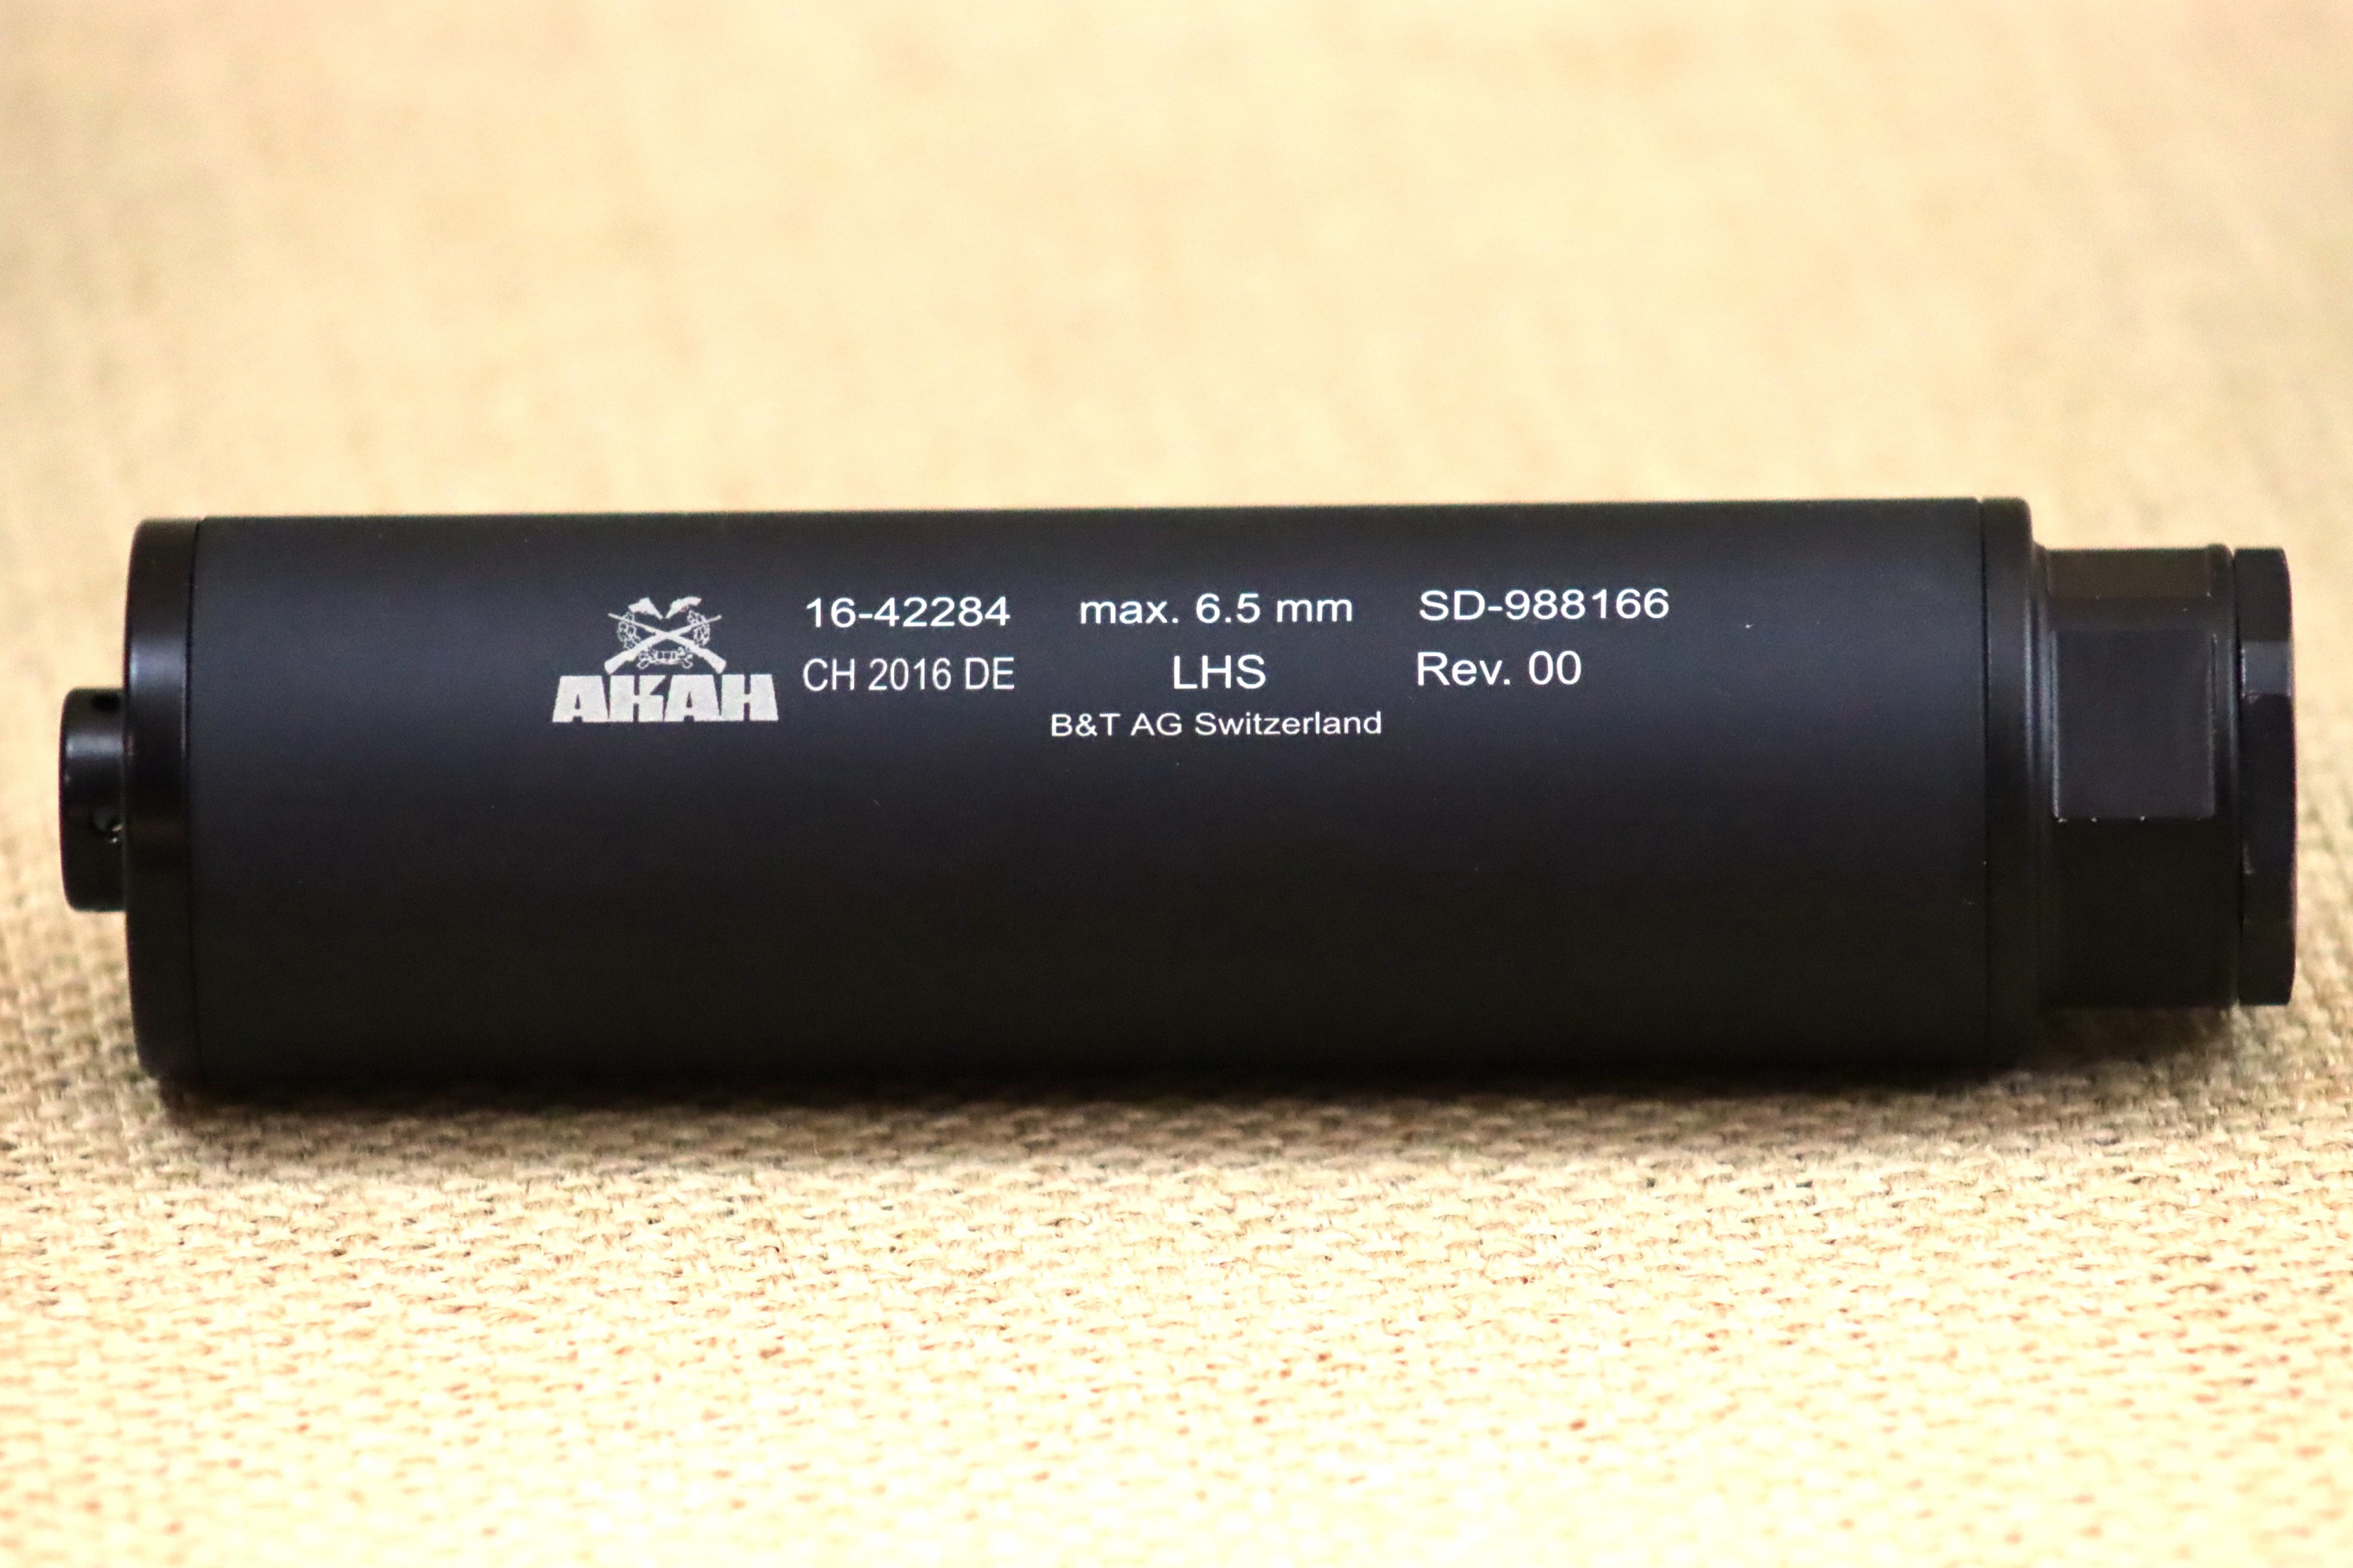 AKAH
16-42284 max. 6.5 mm SD-988166
CH 2016 DE LHS Rev. 00
B&T AG Switzerland